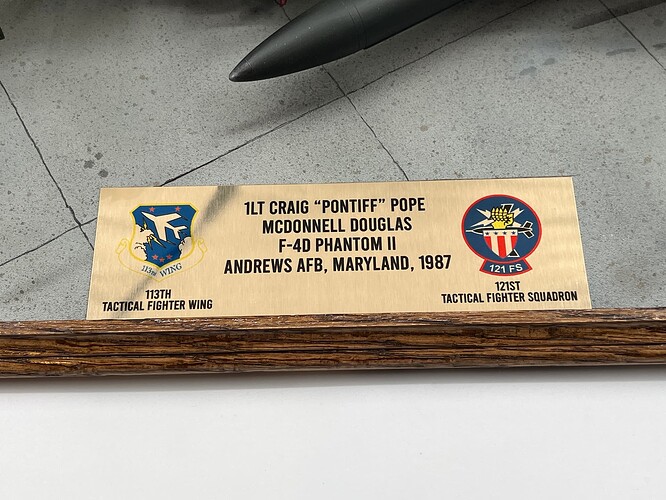 1LT CRAIG “PONTIFF” POPE
MCDONNELL DOUGLAS
F-4D PHANTOM II
ANDREWS AFB, MARYLAND, 1987
113TH WING
113TH
TACTICAL FIGHTER WING
121 FS
121ST
TACTICAL FIGHTER SQUADRON